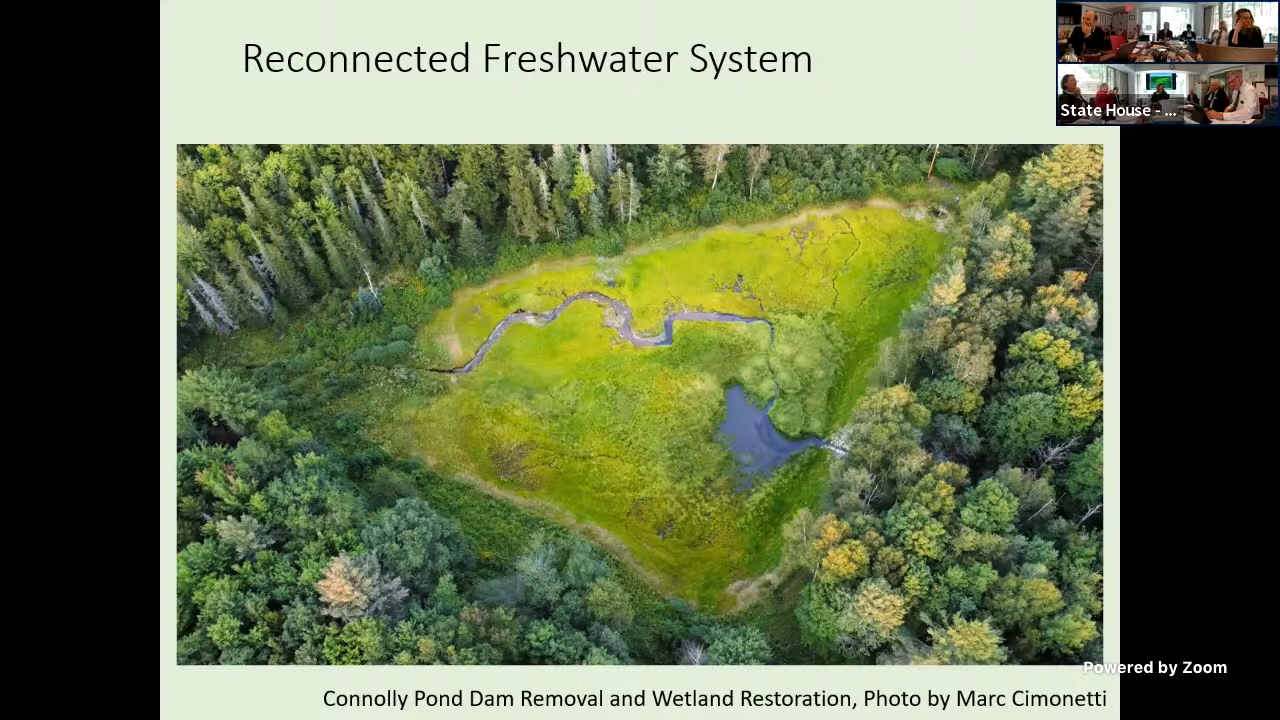 Reconnected Freshwater System
State House - ...
Powered by Zoom
Connolly Pond Dam Removal and Wetland Restoration, Photo by Marc Cimonetti